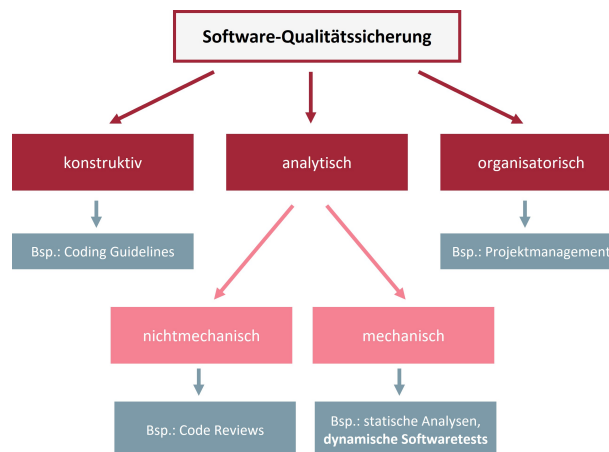 Software-Qualitätssicherung
konstruktiv
analytisch
organisatorisch
Bsp.: Coding Guidelines
Bsp.: Projektmanagement
nichtmechanisch
mechanisch
Bsp.: Code Reviews
Bsp.: statische Analysen,
dynamische Softwaretests